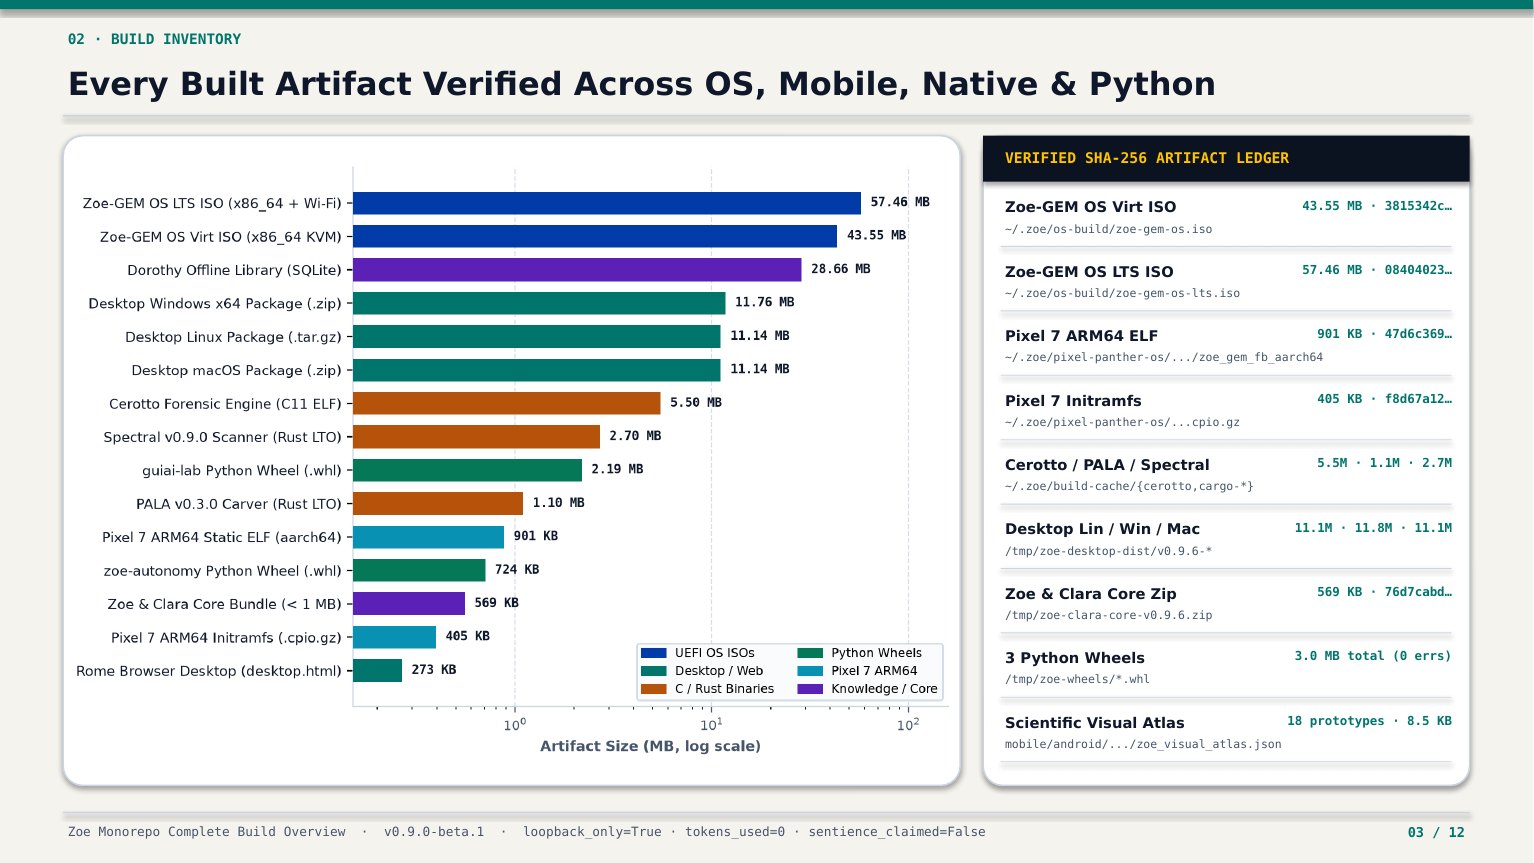 02 · BUILD INVENTORY
Every Built Artifact Verified Across OS, Mobile, Native & Python
Zoe-GEM OS LTS ISO (x86_64 + Wi-Fi) 57.46 MB
Zoe-GEM OS Virt ISO (x86_64 KVM) 43.55 MB
Dorothy Offline Library (SQLite) 28.66 MB
Desktop Windows x64 Package (.zip) 11.76 MB
Desktop Linux Package (.tar.gz) 11.14 MB
Desktop macOS Package (.zip) 11.14 MB
Cerotto Forensic Engine (C11 ELF) 5.50 MB
Spectral v0.9.0 Scanner (Rust LTO) 2.70 MB
guiai-lab Python Wheel (.whl) 2.19 MB
PALA v0.3.0 Carver (Rust LTO) 1.10 MB
Pixel 7 ARM64 Static ELF (aarch64) 901 KB
zoe-autonomy Python Wheel (.whl) 724 KB
Zoe & Clara Core Bundle (< 1 MB) 569 KB
Pixel 7 ARM64 Initramfs (.cpio.gz) 405 KB
Rome Browser Desktop (desktop.html) 273 KB
UEFI OS ISOs Python Wheels
Desktop / Web Pixel 7 ARM64
C / Rust Binaries Knowledge / Core
10⁰ 10¹ 10²
Artifact Size (MB, log scale)
VERIFIED SHA-256 ARTIFACT LEDGER
Zoe-GEM OS Virt ISO 43.55 MB · 3815342c…
~/.zoe/os-build/zoe-gem-os.iso
Zoe-GEM OS LTS ISO 57.46 MB · 08404023…
~/.zoe/os-build/zoe-gem-os-lts.iso
Pixel 7 ARM64 ELF 901 KB · 47d6c369…
~/.zoe/pixel-panther-os/.../zoe_gem_fb_aarch64
Pixel 7 Initramfs 405 KB · f8d67a12…
~/.zoe/pixel-panther-os/...cpio.gz
Cerotto / PALA / Spectral 5.5M · 1.1M · 2.7M
~/.zoe/build-cache/{cerotto,cargo-*}
Desktop Lin / Win / Mac 11.1M · 11.8M · 11.1M
/tmp/zoe-desktop-dist/v0.9.6-*
Zoe & Clara Core Zip 569 KB · 76d7cabd…
/tmp/zoe-clara-core-v0.9.6.zip
3 Python Wheels 3.0 MB total (0 errs)
/tmp/zoe-wheels/*.whl
Scientific Visual Atlas 18 prototypes · 8.5 KB
mobile/android/.../zoe_visual_atlas.json
Zoe Monorepo Complete Build Overview · v0.9.0-beta.1 · loopback_only=True · tokens_used=0 · sentience_claimed=False
03 / 12